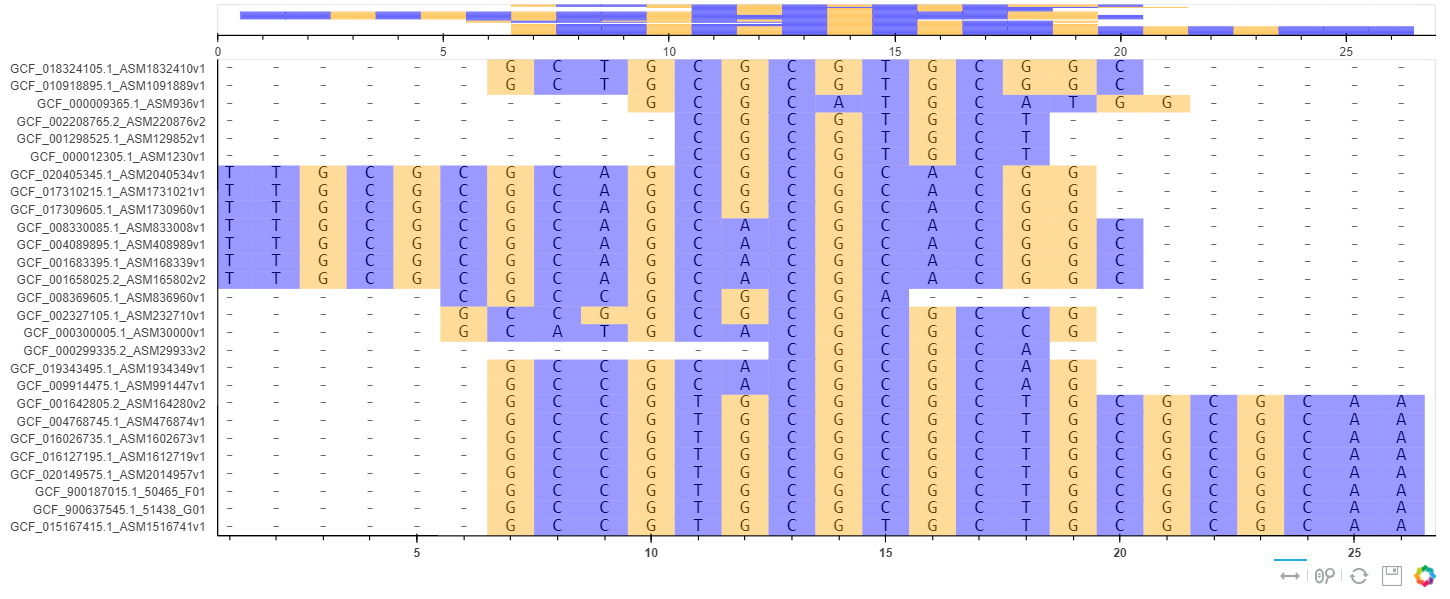 0 5 10 15 20 25
GCF_018324105.1_ASM1832410v1 - - - - - - G C T G C G C G T G C G G C - - - - - -
GCF_010918895.1_ASM1091889v1 - - - - - - G C T G C G C G T G C G G C - - - - - -
GCF_000009365.1_ASM936v1 - - - - - - - - - G C G C A T G C A T G G - - - - -
GCF_002208765.2_ASM220876v2 - - - - - - - - - - C G C G T G C T - - - - - - - -
GCF_001298525.1_ASM129852v1 - - - - - - - - - - C G C G T G C T - - - - - - - -
GCF_000012305.1_ASM1230v1 - - - - - - - - - - C G C G T G C T - - - - - - - -
GCF_020405345.1_ASM2040534v1 T T G C G C G C A G C G C G C A C G G - - - - - - -
GCF_017310215.1_ASM1731021v1 T T G C G C G C A G C G C G C A C G G - - - - - - -
GCF_017309605.1_ASM1730960v1 T T G C G C G C A G C G C G C A C G G - - - - - - -
GCF_008330085.1_ASM833008v1 T T G C G C G C A G C A C G C A C G G C - - - - - -
GCF_004089895.1_ASM408989v1 T T G C G C G C A G C A C G C A C G G C - - - - - -
GCF_001683395.1_ASM168339v1 T T G C G C G C A G C A C G C A C G G C - - - - - -
GCF_001658025.2_ASM165802v2 T T G C G C G C A G C A C G C A C G G C - - - - - -
GCF_008369605.1_ASM836960v1 - - - - - C G C C G C G C G A - - - - - - - - - - -
GCF_002327105.1_ASM232710v1 - - - - - G C C G G C G C G C G C C G - - - - - - -
GCF_000300005.1_ASM30000v1 - - - - - G C A T G C A C G C G C C G - - - - - - -
GCF_000299335.2_ASM29933v2 - - - - - - - - - - - - C G C G C A - - - - - - - -
GCF_019343495.1_ASM1934349v1 - - - - - - G C C G C A C G C G C A G - - - - - - -
GCF_009914475.1_ASM991447v1 - - - - - - G C C G C A C G C G C A G - - - - - - -
GCF_001642805.2_ASM164280v2 - - - - - - G C C G T G C G C G C T G C G C G C A A
GCF_004768745.1_ASM476874v1 - - - - - - G C C G T G C G C G C T G C G C G C A A
GCF_016026735.1_ASM1602673v1 - - - - - - G C C G T G C G C G C T G C G C G C A A
GCF_016127195.1_ASM1612719v1 - - - - - - G C C G T G C G C G C T G C G C G C A A
GCF_020149575.1_ASM2014957v1 - - - - - - G C C G T G C G C G C T G C G C G C A A
GCF_900187015.1_50465_F01 - - - - - - G C C G T G C G C G C T G C G C G C A A
GCF_900637545.1_51438_G01 - - - - - - G C C G T G C G C G C T G C G C G C A A
GCF_015167415.1_ASM1516741v1 - - - - - - G C C G T G C G T G C T G C G C G C A A
5 10 15 20 25